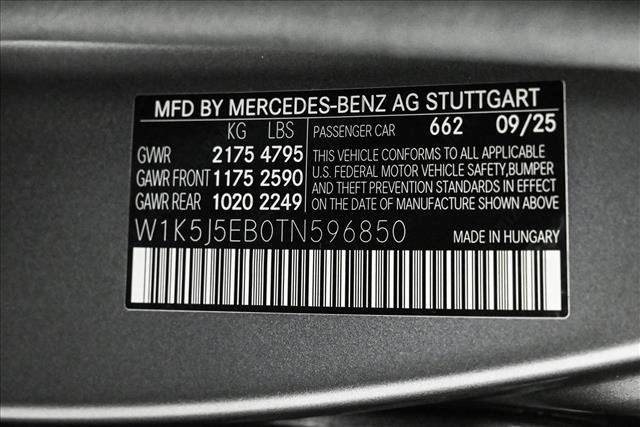 MFD BY MERCEDES-BENZ AG STUTTGART
KG LBS PASSENGER CAR 662 09/25
GVWR 2175 4795
GAWR FRONT 1175 2590
GAWR REAR 1020 2249
THIS VEHICLE CONFORMS TO ALL APPLICABLE
U.S. FEDERAL MOTOR VEHICLE SAFETY, BUMPER
AND THEFT PREVENTION STANDARDS IN EFFECT
ON THE DATE OF MANUFACTURE SHOWN ABOVE
W1K5J5EB0TN596850 MADE IN HUNGARY